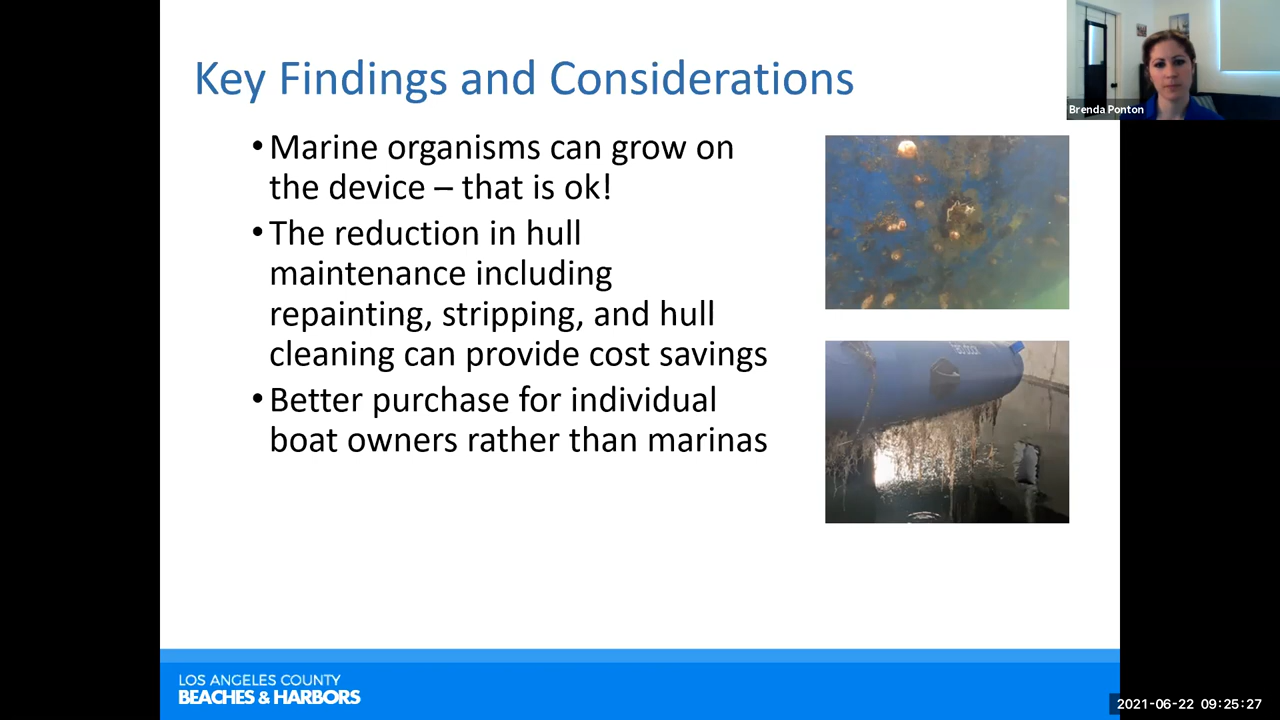 Key Findings and Considerations
Brenda Ponton
• Marine organisms can grow on
the device – that is ok!
• The reduction in hull
maintenance including
repainting, stripping, and hull
cleaning can provide cost savings
• Better purchase for individual
boat owners rather than marinas
LOS ANGELES COUNTY
BEACHES & HARBORS
2021-06-22 09:25:27